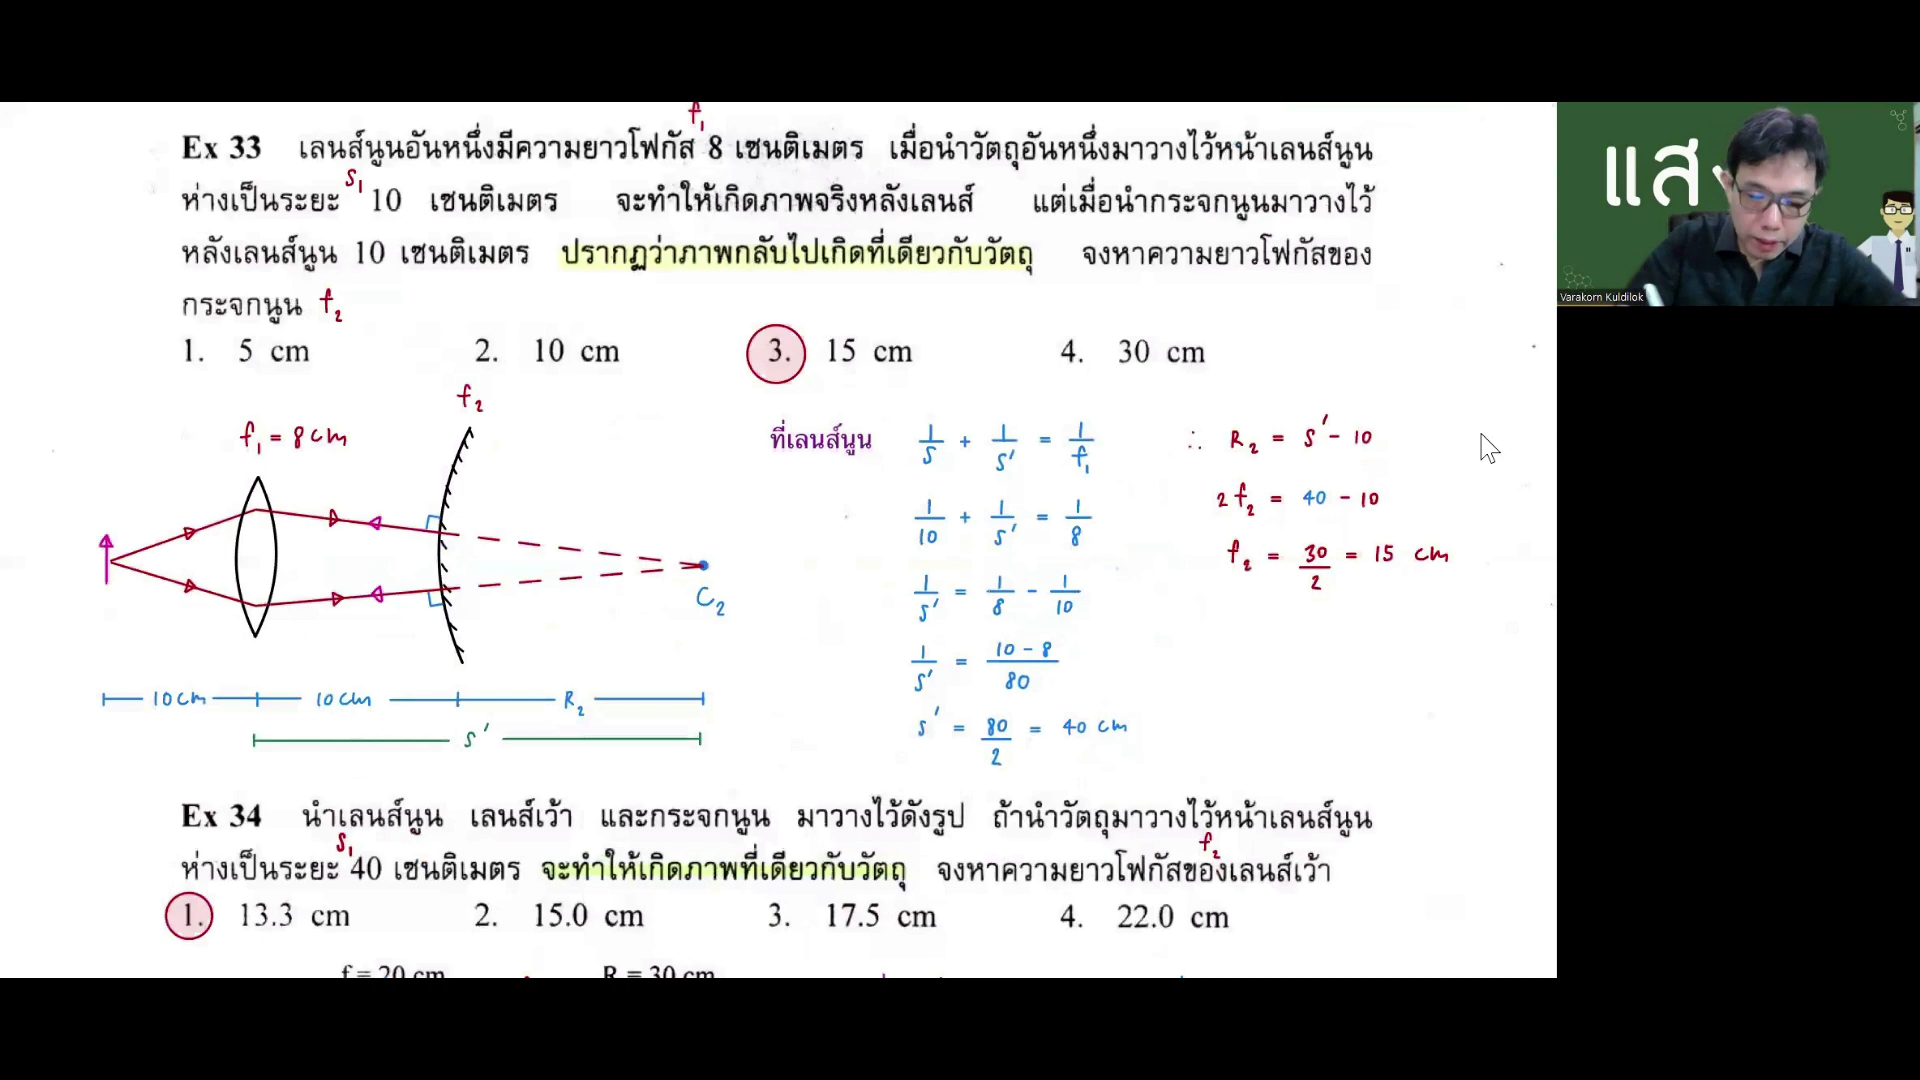 f₁
Ex 33 เลนส์นูนอันหนึ่งมีความยาวโฟกัส 8 เซนติเมตร เมื่อนำวัตถุอันหนึ่งมาวางไว้หน้าเลนส์นูน
s₁
ห่างเป็นระยะ 10 เซนติเมตร จะทำให้เกิดภาพจริงหลังเลนส์ แต่เมื่อนำกระจกนูนมาวางไว้
หลังเลนส์นูน 10 เซนติเมตร ปรากฏว่าภาพกลับไปเกิดที่เดียวกับวัตถุ จงหาความยาวโฟกัสของ
กระจกนูน f₂
1. 5 cm 2. 10 cm 3. 15 cm 4. 30 cm
f₂
f₁ = 8 cm
C₂
10 cm 10 cm R₂
s'
ที่เลนส์นูน 1/s + 1/s' = 1/f₁
1/10 + 1/s' = 1/8
1/s' = 1/8 - 1/10
1/s' = (10 - 8)/80
s' = 80/2 = 40 cm
∴ R₂ = s' - 10
2f₂ = 40 - 10
f₂ = 30/2 = 15 cm
Ex 34 นำเลนส์นูน เลนส์เว้า และกระจกนูน มาวางไว้ดังรูป ถ้านำวัตถุมาวางไว้หน้าเลนส์นูน
s₁ f₂
ห่างเป็นระยะ 40 เซนติเมตร จะทำให้เกิดภาพที่เดียวกับวัตถุ จงหาความยาวโฟกัสของเลนส์เว้า
1. 13.3 cm 2. 15.0 cm 3. 17.5 cm 4. 22.0 cm
f = 20 cm R = 30 cm
แส
Varakorn Kuldilok